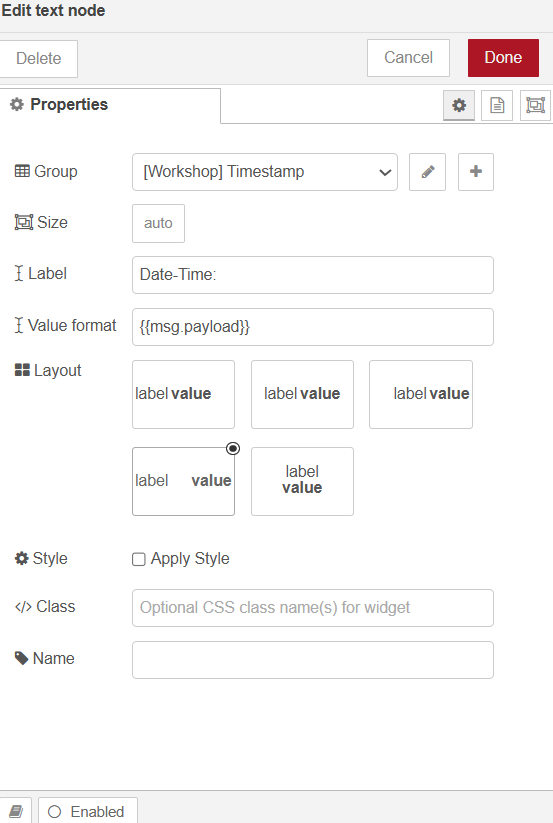 Edit text node
Delete
Cancel
Done
Properties
Group
[Workshop] Timestamp
Size
auto
Label
Date-Time:
Value format
{{msg.payload}}
Layout
label value
label value
label value
label value
label
value
Style
Apply Style
</> Class
Optional CSS class name(s) for widget
Name
Enabled